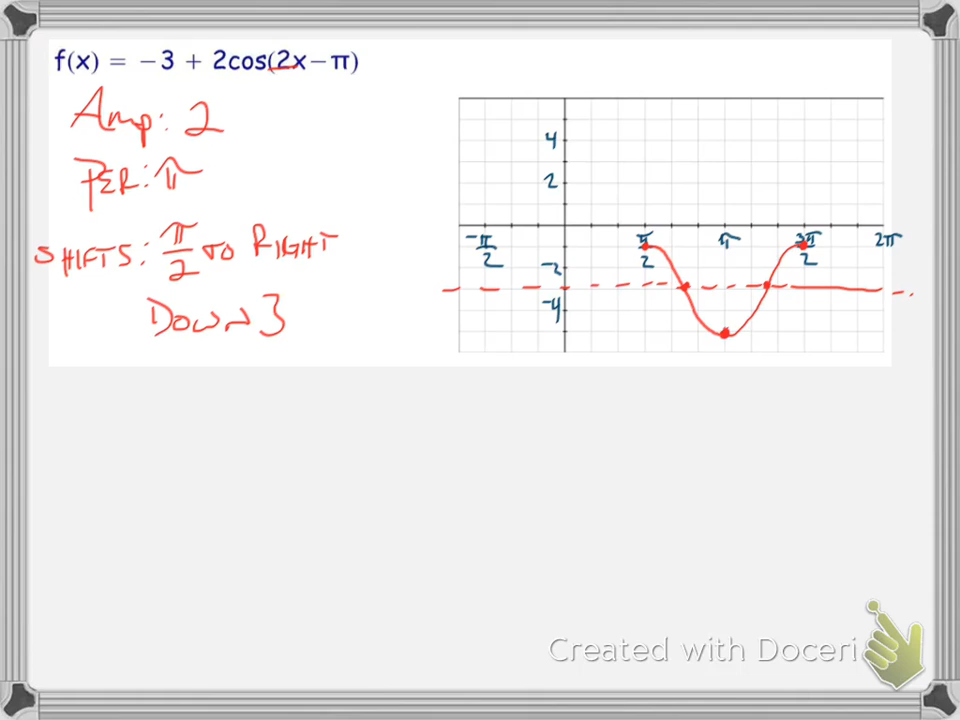 f(x) = −3 + 2cos(2x−π)
Amp: 2
PER: π
SHIFTS: π/2 TO RIGHT
DOWN 3
4
2
-π/2 π/2 π 3π/2 2π
-2
-4
Created with Doceri